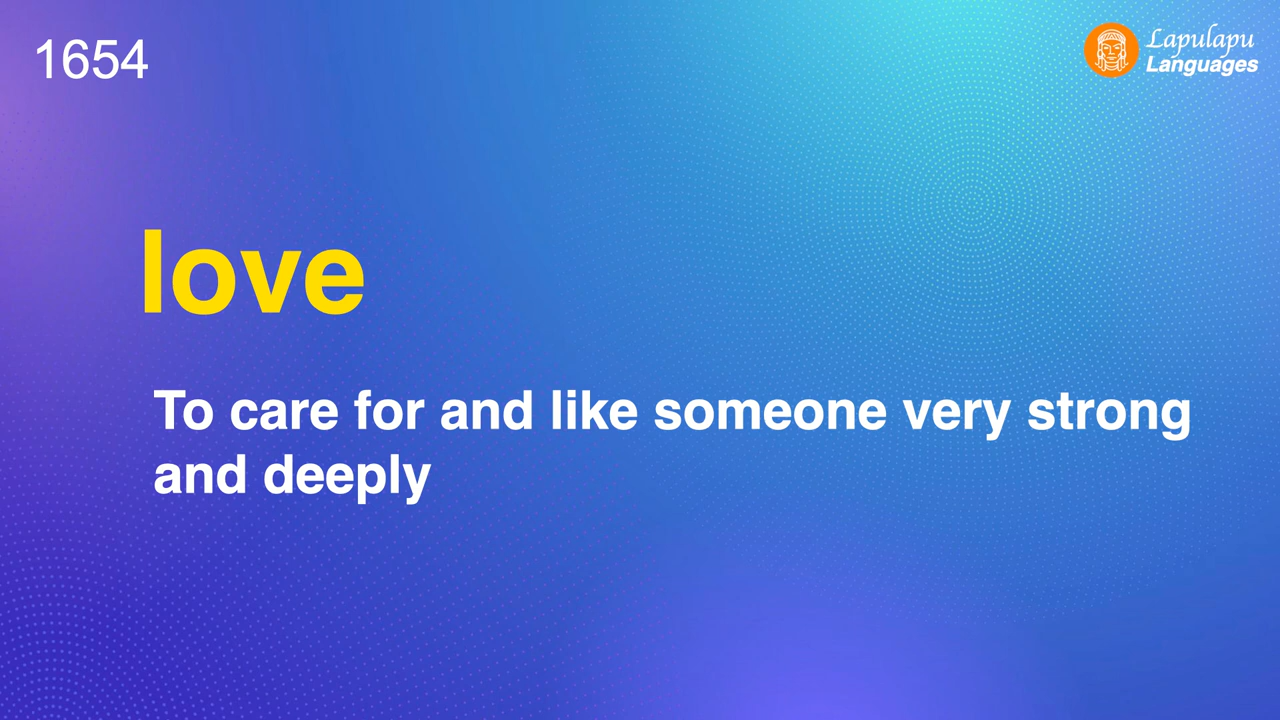 1654
Lapulapu
Languages
love
To care for and like someone very strong
and deeply